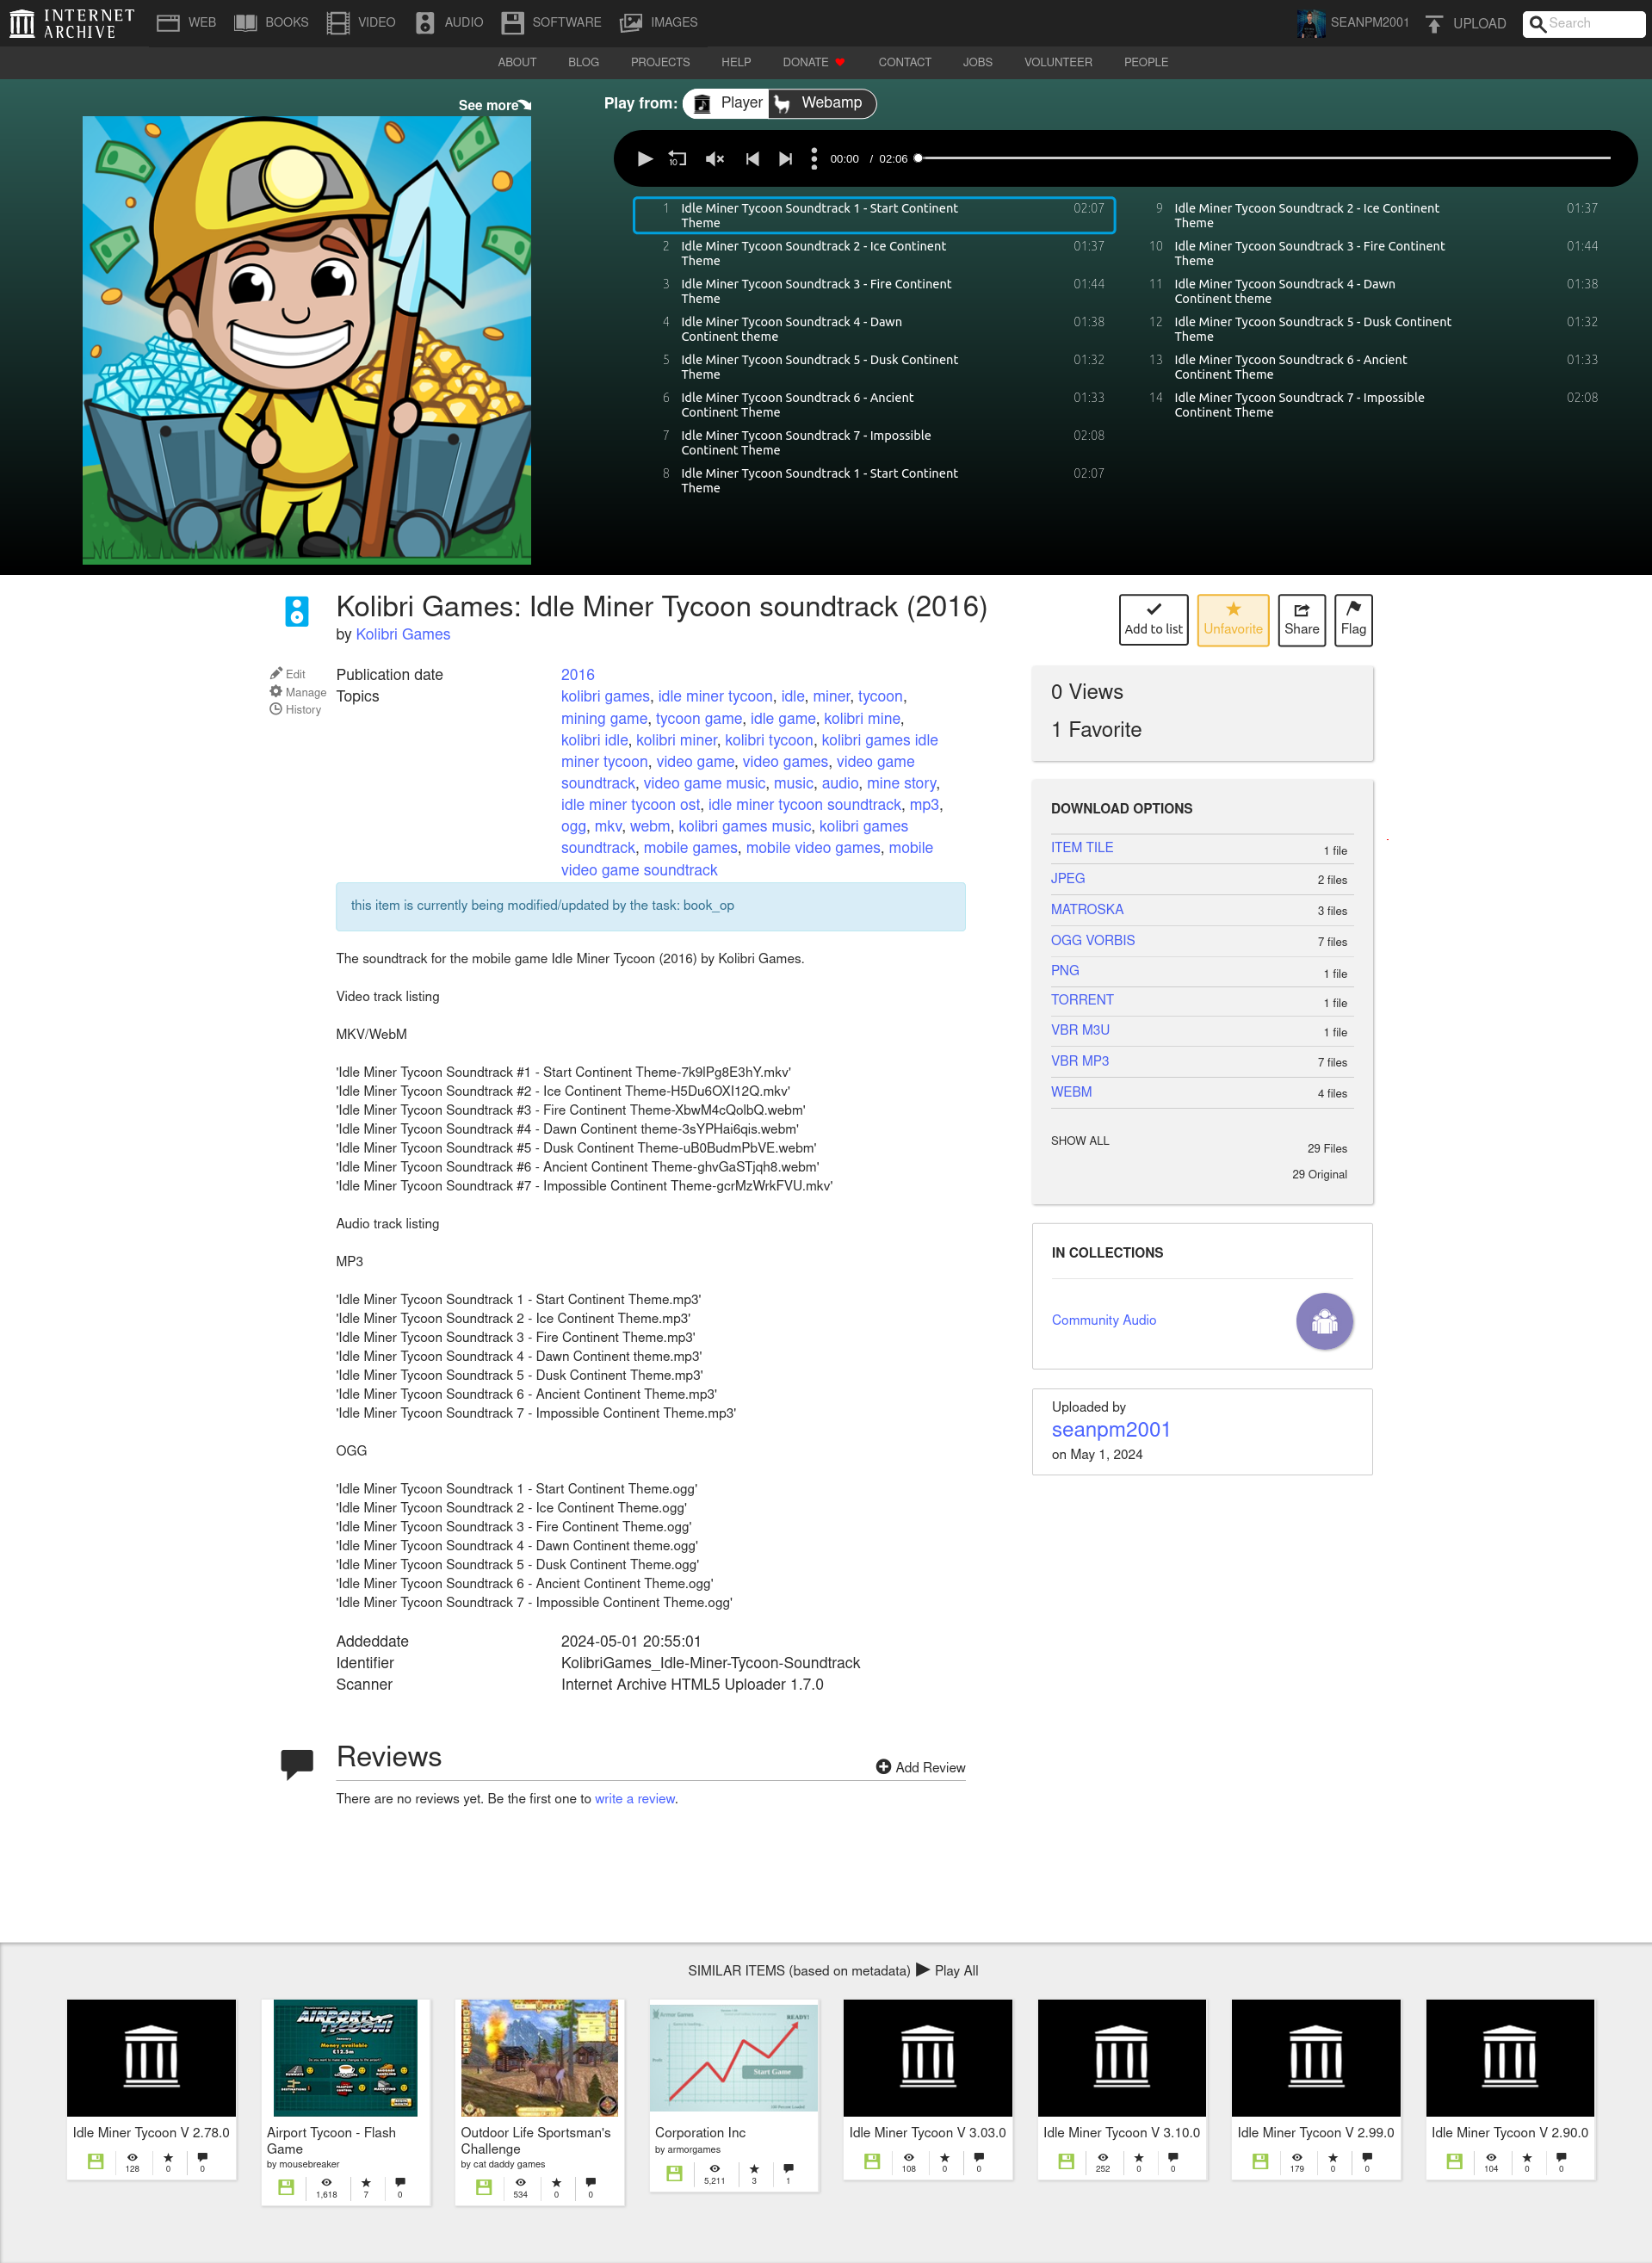 INTERNET ARCHIVE
WEB BOOKS VIDEO AUDIO SOFTWARE IMAGES
SEANPM2001 UPLOAD Search
ABOUT BLOG PROJECTS HELP DONATE CONTACT JOBS VOLUNTEER PEOPLE
See more
Play from: Player Webamp
10 00:00 / 02:06
1 Idle Miner Tycoon Soundtrack 1 - Start Continent 02:07
Theme
2 Idle Miner Tycoon Soundtrack 2 - Ice Continent 01:37
Theme
3 Idle Miner Tycoon Soundtrack 3 - Fire Continent 01:44
Theme
4 Idle Miner Tycoon Soundtrack 4 - Dawn 01:38
Continent theme
5 Idle Miner Tycoon Soundtrack 5 - Dusk Continent 01:32
Theme
6 Idle Miner Tycoon Soundtrack 6 - Ancient 01:33
Continent Theme
7 Idle Miner Tycoon Soundtrack 7 - Impossible 02:08
Continent Theme
8 Idle Miner Tycoon Soundtrack 1 - Start Continent 02:07
Theme
9 Idle Miner Tycoon Soundtrack 2 - Ice Continent 01:37
Theme
10 Idle Miner Tycoon Soundtrack 3 - Fire Continent 01:44
Theme
11 Idle Miner Tycoon Soundtrack 4 - Dawn 01:38
Continent theme
12 Idle Miner Tycoon Soundtrack 5 - Dusk Continent 01:32
Theme
13 Idle Miner Tycoon Soundtrack 6 - Ancient 01:33
Continent Theme
14 Idle Miner Tycoon Soundtrack 7 - Impossible 02:08
Continent Theme
Kolibri Games: Idle Miner Tycoon soundtrack (2016)
by Kolibri Games
Add to list Unfavorite Share Flag
Edit
Manage
History
Publication date 2016
Topics kolibri games, idle miner tycoon, idle, miner, tycoon,
mining game, tycoon game, idle game, kolibri mine,
kolibri idle, kolibri miner, kolibri tycoon, kolibri games idle
miner tycoon, video game, video games, video game
soundtrack, video game music, music, audio, mine story,
idle miner tycoon ost, idle miner tycoon soundtrack, mp3,
ogg, mkv, webm, kolibri games music, kolibri games
soundtrack, mobile games, mobile video games, mobile
video game soundtrack
this item is currently being modified/updated by the task: book_op
The soundtrack for the mobile game Idle Miner Tycoon (2016) by Kolibri Games.
Video track listing
MKV/WebM
'Idle Miner Tycoon Soundtrack #1 - Start Continent Theme-7k9lPg8E3hY.mkv'
'Idle Miner Tycoon Soundtrack #2 - Ice Continent Theme-H5Du6OXI12Q.mkv'
'Idle Miner Tycoon Soundtrack #3 - Fire Continent Theme-XbwM4cQolbQ.webm'
'Idle Miner Tycoon Soundtrack #4 - Dawn Continent theme-3sYPHai6qis.webm'
'Idle Miner Tycoon Soundtrack #5 - Dusk Continent Theme-uB0BudmPbVE.webm'
'Idle Miner Tycoon Soundtrack #6 - Ancient Continent Theme-ghvGaSTjqh8.webm'
'Idle Miner Tycoon Soundtrack #7 - Impossible Continent Theme-gcrMzWrkFVU.mkv'
Audio track listing
MP3
'Idle Miner Tycoon Soundtrack 1 - Start Continent Theme.mp3'
'Idle Miner Tycoon Soundtrack 2 - Ice Continent Theme.mp3'
'Idle Miner Tycoon Soundtrack 3 - Fire Continent Theme.mp3'
'Idle Miner Tycoon Soundtrack 4 - Dawn Continent theme.mp3'
'Idle Miner Tycoon Soundtrack 5 - Dusk Continent Theme.mp3'
'Idle Miner Tycoon Soundtrack 6 - Ancient Continent Theme.mp3'
'Idle Miner Tycoon Soundtrack 7 - Impossible Continent Theme.mp3'
OGG
'Idle Miner Tycoon Soundtrack 1 - Start Continent Theme.ogg'
'Idle Miner Tycoon Soundtrack 2 - Ice Continent Theme.ogg'
'Idle Miner Tycoon Soundtrack 3 - Fire Continent Theme.ogg'
'Idle Miner Tycoon Soundtrack 4 - Dawn Continent theme.ogg'
'Idle Miner Tycoon Soundtrack 5 - Dusk Continent Theme.ogg'
'Idle Miner Tycoon Soundtrack 6 - Ancient Continent Theme.ogg'
'Idle Miner Tycoon Soundtrack 7 - Impossible Continent Theme.ogg'
Addeddate 2024-05-01 20:55:01
Identifier KolibriGames_Idle-Miner-Tycoon-Soundtrack
Scanner Internet Archive HTML5 Uploader 1.7.0
0 Views
1 Favorite
DOWNLOAD OPTIONS
ITEM TILE 1 file
JPEG 2 files
MATROSKA 3 files
OGG VORBIS 7 files
PNG 1 file
TORRENT 1 file
VBR M3U 1 file
VBR MP3 7 files
WEBM 4 files
SHOW ALL 29 Files
29 Original
IN COLLECTIONS
Community Audio
Uploaded by
seanpm2001
on May 1, 2024
Reviews
Add Review
There are no reviews yet. Be the first one to write a review.
SIMILAR ITEMS (based on metadata) Play All
Idle Miner Tycoon V 2.78.0
128 0 0
AIRPORT TYCOON!
Airport Tycoon - Flash
Game
by mousebreaker
1,618 7 0
Outdoor Life Sportsman's
Challenge
by cat daddy games
534 0 0
READY!
Start Game
Corporation Inc
by armorgames
5,211 3 1
Idle Miner Tycoon V 3.03.0
108 0 0
Idle Miner Tycoon V 3.10.0
252 0 0
Idle Miner Tycoon V 2.99.0
179 0 0
Idle Miner Tycoon V 2.90.0
104 0 0